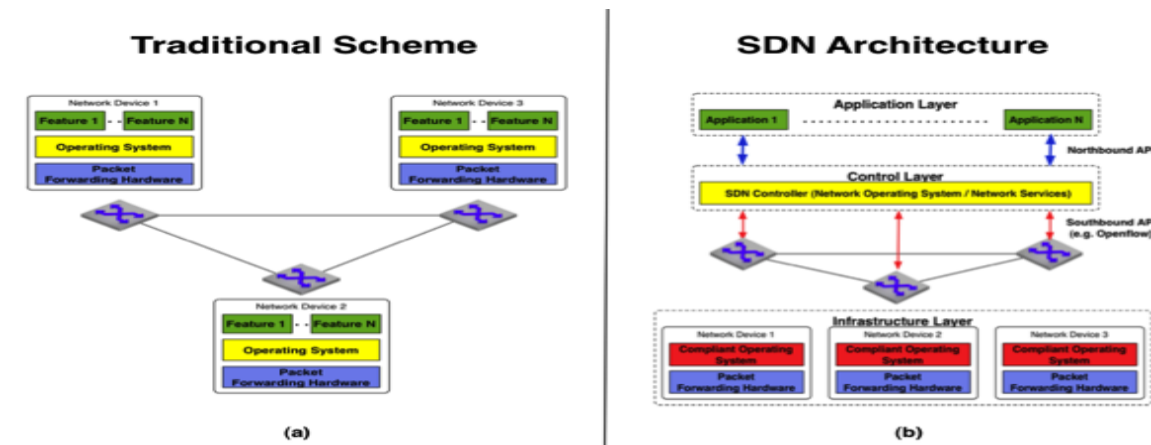 Traditional Scheme
Network Device 1
Feature 1 - - Feature N
Operating System
Packet
Forwarding Hardware
Network Device 3
Feature 1 - - Feature N
Operating System
Packet
Forwarding Hardware
Network Device 2
Feature 1 - - Feature N
Operating System
Packet
Forwarding Hardware
(a)
SDN Architecture
Application Layer
Application 1
Application N
Northbound AP
Control Layer
SDN Controller (Network Operating System / Network Services)
Southbound AP
(e.g. Openflow)
Infrastructure Layer
Network Device 1
Compliant Operating
System
Packet
Forwarding Hardware
Network Device 2
Compliant Operating
System
Packet
Forwarding Hardware
Network Device 3
Compliant Operating
System
Packet
Forwarding Hardware
(b)